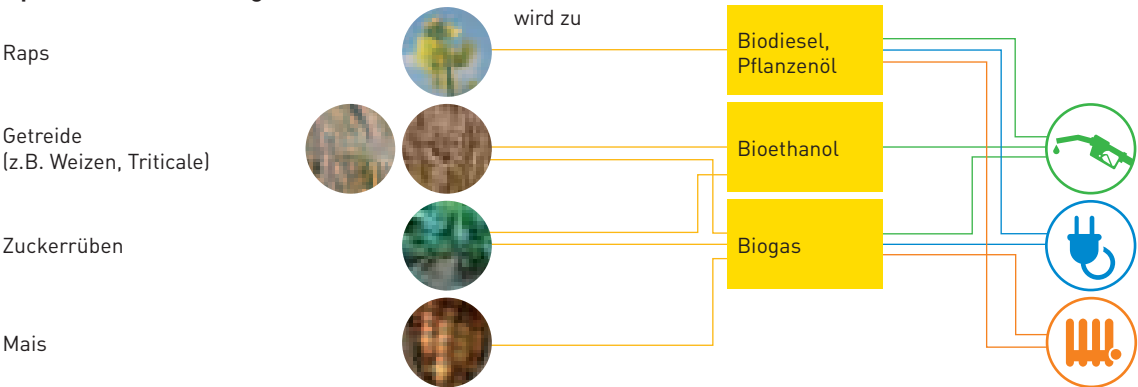 wird zu
Raps
Biodiesel,
Pflanzenöl
Getreide
(z.B. Weizen, Triticale)
Bioethanol
Zuckerrüben
Biogas
Mais